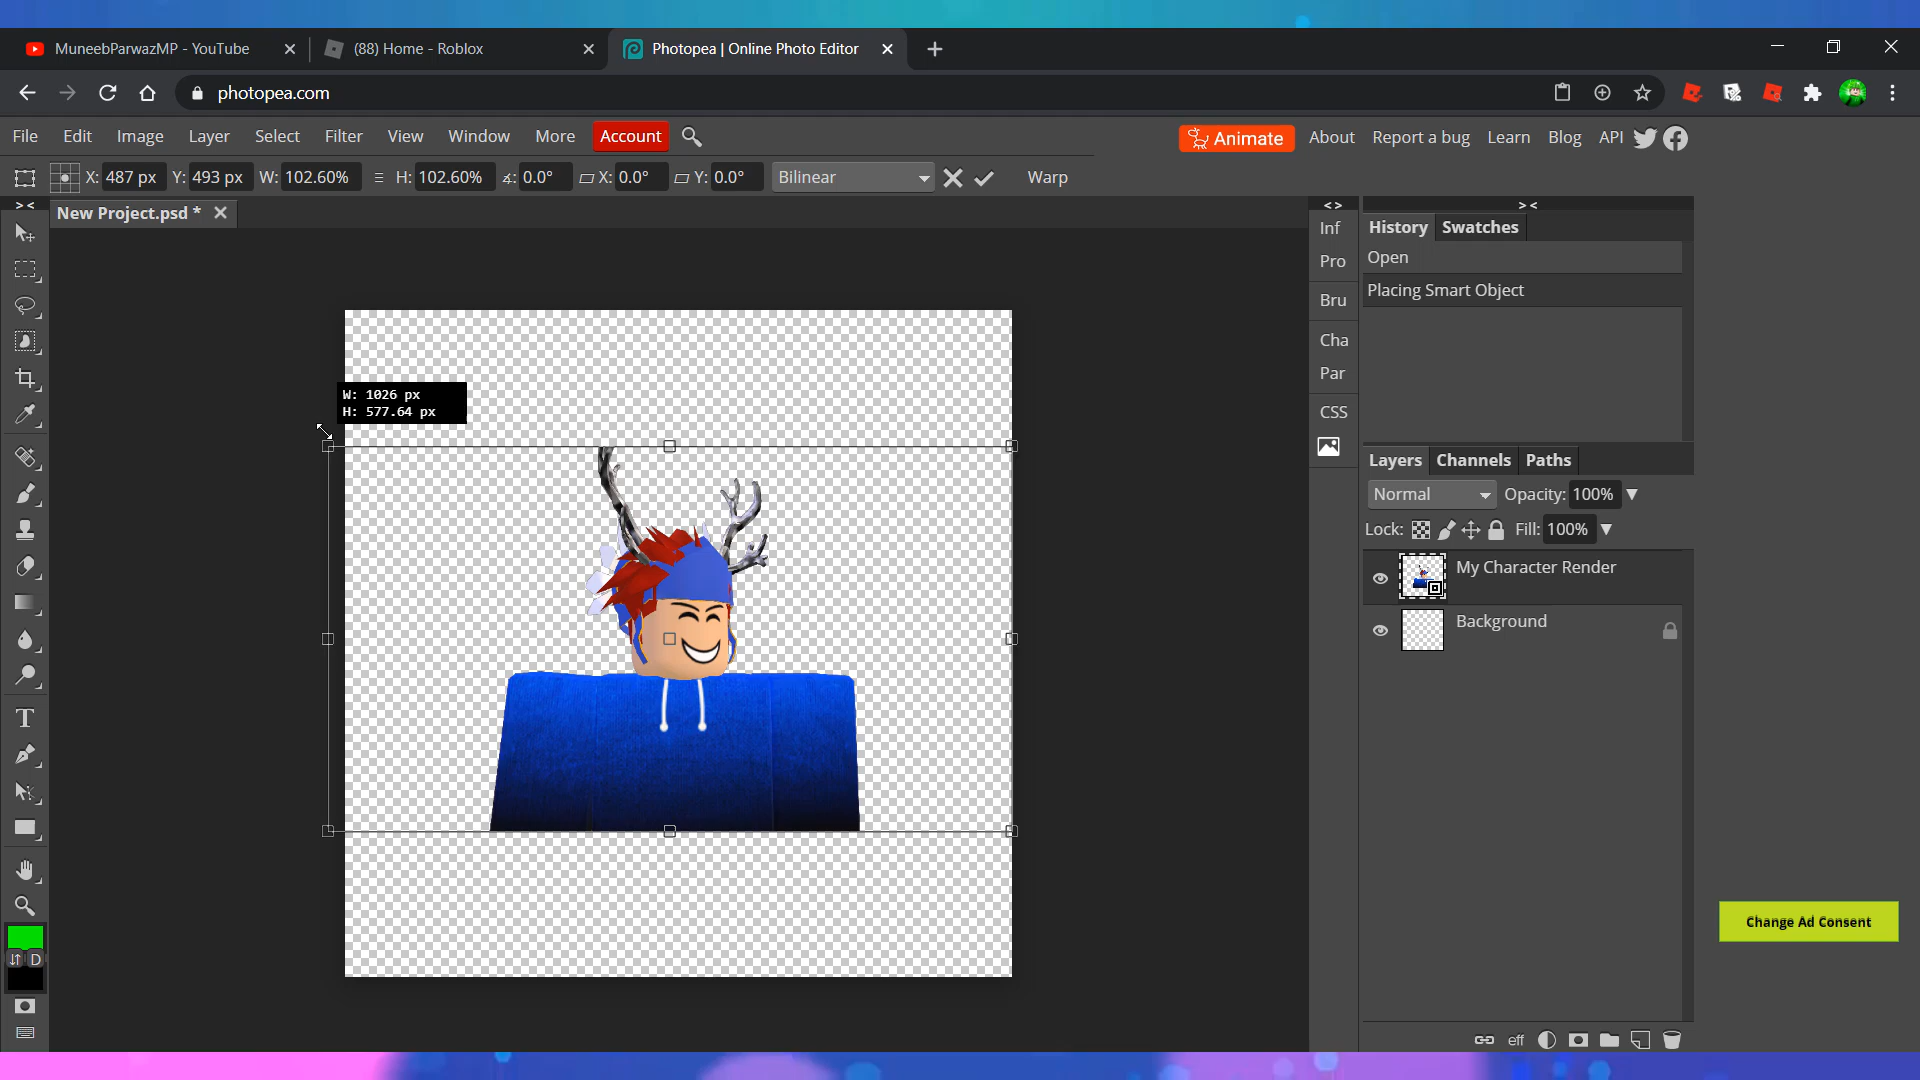 MuneebParwazMP - YouTube
(88) Home - Roblox
Photopea | Online Photo Editor
photopea.com
File Edit Image Layer Select Filter View Window More Account
Animate About Report a bug Learn Blog API
X: 487 px Y: 493 px W: 102.60% H: 102.60% ∡: 0.0° X: 0.0° Y: 0.0° Bilinear Warp
> <
New Project.psd *
< >
> <
Inf
Pro
Bru
Cha
Par
CSS
History Swatches
Open
Placing Smart Object
W: 1026 px
H: 577.64 px
Layers Channels Paths
Normal Opacity: 100%
Lock: Fill: 100%
My Character Render
Background
T
D
Change Ad Consent
eff